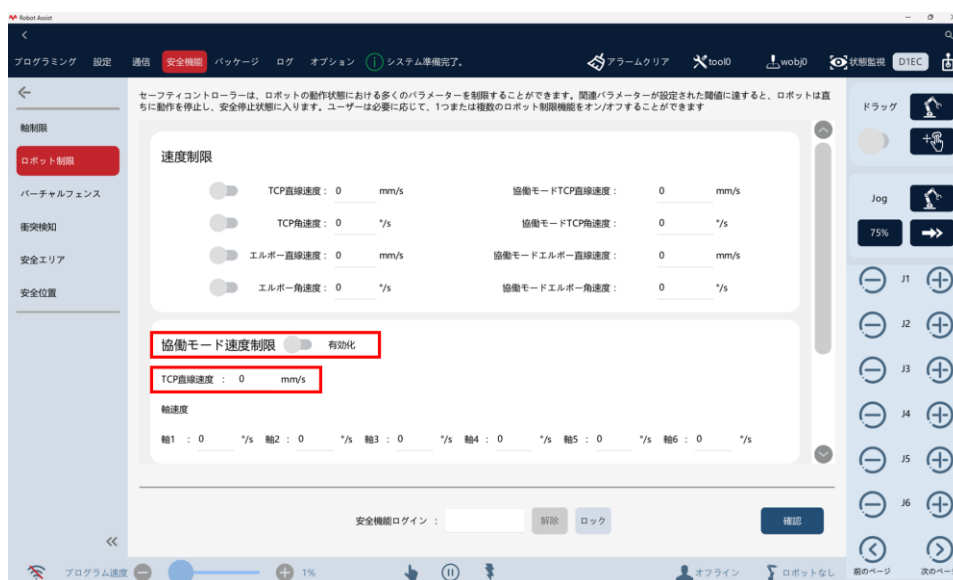 Robot Assist
プログラミング 設定 通信 安全機能 パッケージ ログ オプション システム準備完了。 アラームクリア tool0 wobj0 状態監視 D1EC
セーフティコントローラーは、ロボットの動作状態における多くのパラメーターを制限することができます。関連パラメーターが設定された閾値に達すると、ロボットは直
ちに動作を停止し、安全停止状態に入ります。ユーザーは必要に応じて、1つまたは複数のロボット制限機能をオン/オフすることができます
軸制限
ロボット制限
バーチャルフェンス
衝突検知
安全エリア
安全位置
速度制限
TCP直線速度： 0 mm/s 協働モードTCP直線速度： 0 mm/s
TCP角速度： 0 °/s 協働モードTCP角速度： 0 °/s
エルボー直線速度： 0 mm/s 協働モードエルボー直線速度： 0 mm/s
エルボー角速度： 0 °/s 協働モードエルボー角速度： 0 °/s
協働モード速度制限 有効化
TCP直線速度 ： 0 mm/s
軸速度
軸1 : 0 °/s 軸2 : 0 °/s 軸3 : 0 °/s 軸4 : 0 °/s 軸5 : 0 °/s 軸6 : 0 °/s
安全機能ログイン ： 解除 ロック 確認
ドラッグ
Jog
75%
J1
J2
J3
J4
J5
J6
前のページ 次のペー
プログラム速度 1% オフライン ロボットなし